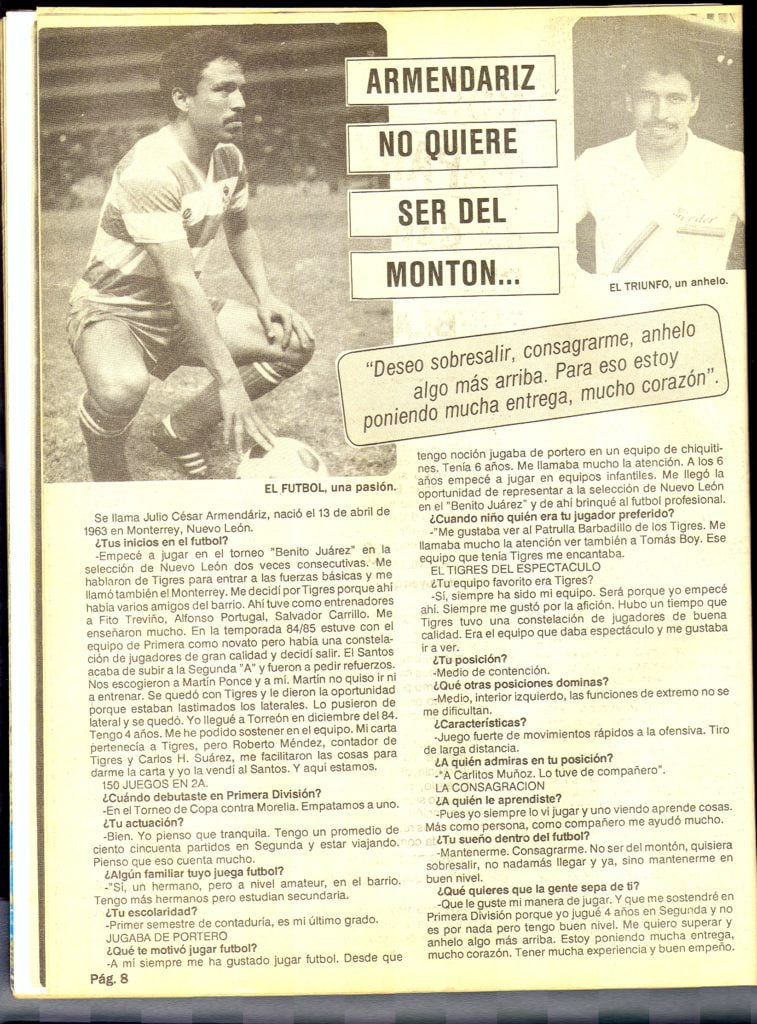 ARMENDARIZ
NO QUIERE
SER DEL
MONTON...
EL TRIUNFO, un anhelo.
"Deseo sobresalir, consagrarme, anhelo
algo más arriba. Para eso estoy
poniendo mucha entrega, mucho corazón".
EL FUTBOL, una pasión.
Se llama Julio César Armendáriz, nació el 13 de abril de
1963 en Monterrey, Nuevo León.
¿Tus inicios en el futbol?
-Empecé a jugar en el torneo "Benito Juárez" en la
selección de Nuevo León dos veces consecutivas. Me
hablaron de Tigres para entrar a las fuerzas básicas y me
llamó también el Monterrey. Me decidí por Tigres porque ahí
había varios amigos del barrio. Ahí tuve como entrenadores
a Fito Treviño, Alfonso Portugal, Salvador Carrillo. Me
enseñaron mucho. En la temporada 84/85 estuve con el
equipo de Primera como novato pero había una constela-
ción de jugadores de gran calidad y decidí salir. El Santos
acaba de subir a la Segunda "A" y fueron a pedir refuerzos.
Nos escogieron a Martín Ponce y a mí. Martín no quiso ir ni
a entrenar. Se quedó con Tigres y le dieron la oportunidad
porque estaban lastimados los laterales. Lo pusieron de
lateral y se quedó. Yo llegué a Torreón en diciembre del 84.
Tengo 4 años. Me he podido sostener en el equipo. Mi carta
pertenecía a Tigres, pero Roberto Méndez, contador de
Tigres y Carlos H. Suárez, me facilitaron las cosas para
darme la carta y yo la vendí al Santos. Y aquí estamos.
150 JUEGOS EN 2A.
¿Cuándo debutaste en Primera División?
-En el Torneo de Copa contra Morelia. Empatamos a uno.
¿Tu actuación?
-Bien. Yo pienso que tranquila. Tengo un promedio de
ciento cincuenta partidos en Segunda y estar viajando.
Pienso que eso cuenta mucho.
¿Algún familiar tuyo juega futbol?
-"Sí, un hermano, pero a nivel amateur, en el barrio.
Tengo más hermanos pero estudian secundaria.
¿Tu escolaridad?
-Primer semestre de contaduría, es mi último grado.
JUGABA DE PORTERO
¿Qué te motivó jugar futbol?
-A mí siempre me ha gustado jugar futbol. Desde que
Pág. 8
tengo noción jugaba de portero en un equipo de chiquiti-
nes. Tenía 6 años. Me llamaba mucho la atención. A los 6
años empecé a jugar en equipos infantiles. Me llegó la
oportunidad de representar a la selección de Nuevo León
en el "Benito Juárez" y de ahí brinqué al futbol profesional.
¿Cuando niño quién era tu jugador preferido?
-"Me gustaba ver al Patrulla Barbadillo de los Tigres. Me
llamaba mucho la atención ver también a Tomás Boy. Ese
equipo que tenía Tigres me encantaba.
EL TIGRES DEL ESPECTACULO
¿Tu equipo favorito era Tigres?
-Sí, siempre ha sido mi equipo. Será porque yo empecé
ahí. Siempre me gustó por la afición. Hubo un tiempo que
Tigres tuvo una constelación de jugadores de buena
calidad. Era el equipo que daba espectáculo y me gustaba
ir a ver.
¿Tu posición?
-Medio de contención.
¿Qué otras posiciones dominas?
-Medio, interior izquierdo, las funciones de extremo no se
me dificultan.
¿Características?
-Juego fuerte de movimientos rápidos a la ofensiva. Tiro
de larga distancia.
¿A quién admiras en tu posición?
-"A Carlitos Muñoz. Lo tuve de compañero".
LA CONSAGRACION
¿A quién le aprendiste?
-Pues yo siempre lo vi jugar y uno viendo aprende cosas.
Más como persona, como compañero me ayudó mucho.
¿Tu sueño dentro del futbol?
-Mantenerme. Consagrarme. No ser del montón, quisiera
sobresalir, no nadamás llegar y ya, sino mantenerme en
buen nivel.
¿Qué quieres que la gente sepa de ti?
-Que le guste mi manera de jugar. Y que me sostendré en
Primera División porque yo jugué 4 años en Segunda y no
es por nada pero tengo buen nivel. Me quiero superar y
anhelo algo más arriba. Estoy poniendo mucha entrega,
mucho corazón. Tener mucha experiencia y buen empeño.